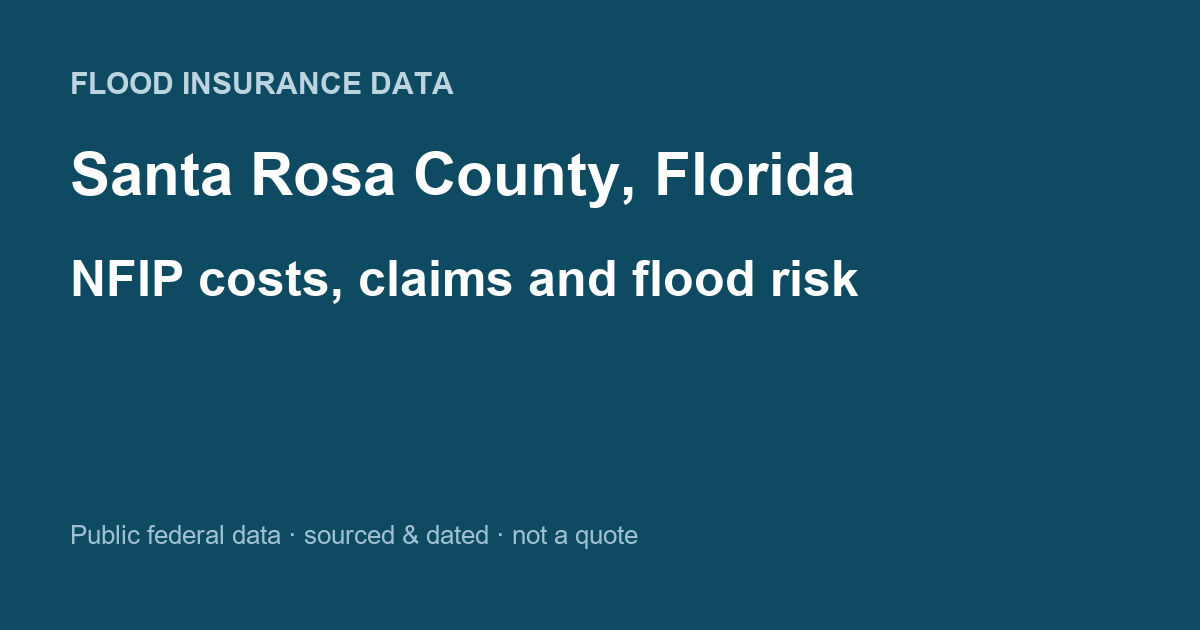 FLOOD INSURANCE DATA
Santa Rosa County, Florida
NFIP costs, claims and flood risk
Public federal data · sourced & dated · not a quote